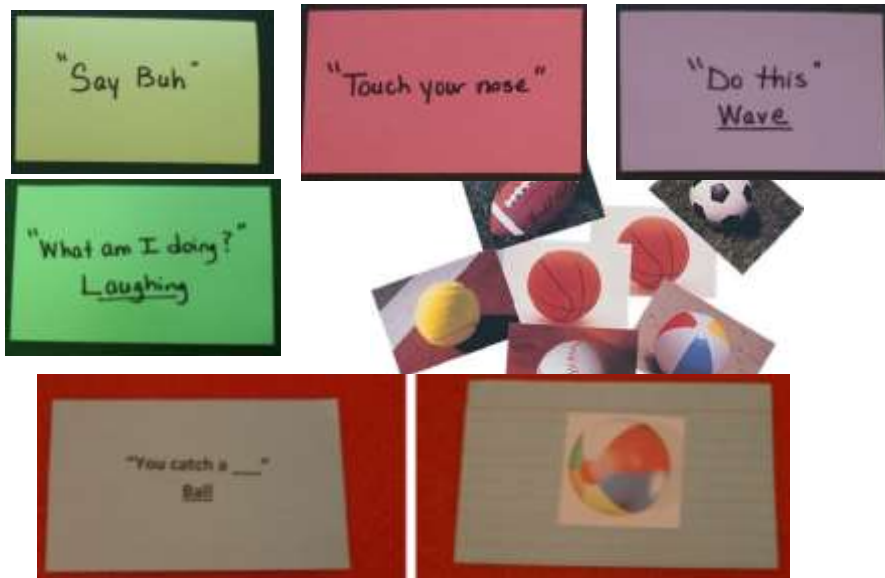 "Say Buh"
"Touch your nose"
"Do this"
Wave
"What am I doing?"
Laughing
"You catch a ___"
Ball